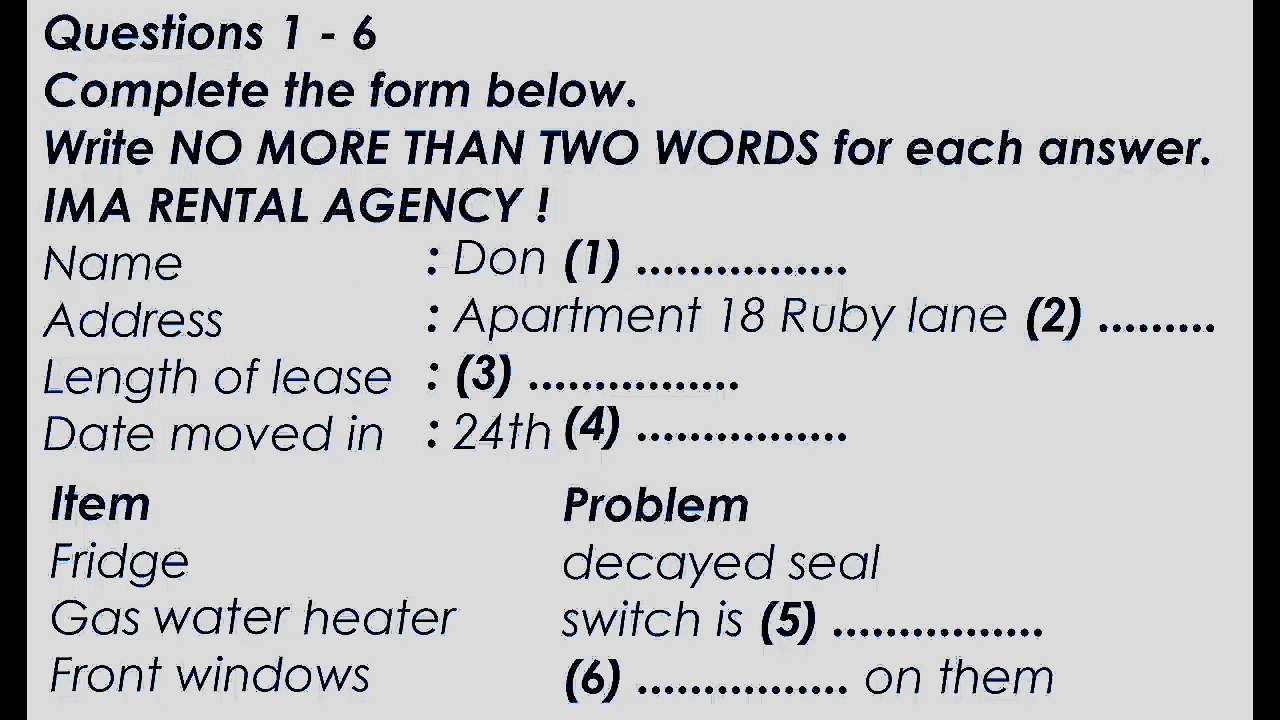 Questions 1 - 6
Complete the form below.
Write NO MORE THAN TWO WORDS for each answer.
IMA RENTAL AGENCY !
Name : Don (1) ................
Address : Apartment 18 Ruby lane (2) .........
Length of lease : (3) ................
Date moved in : 24th (4) ................
Item Problem
Fridge decayed seal
Gas water heater switch is (5) ................
Front windows (6) ................ on them